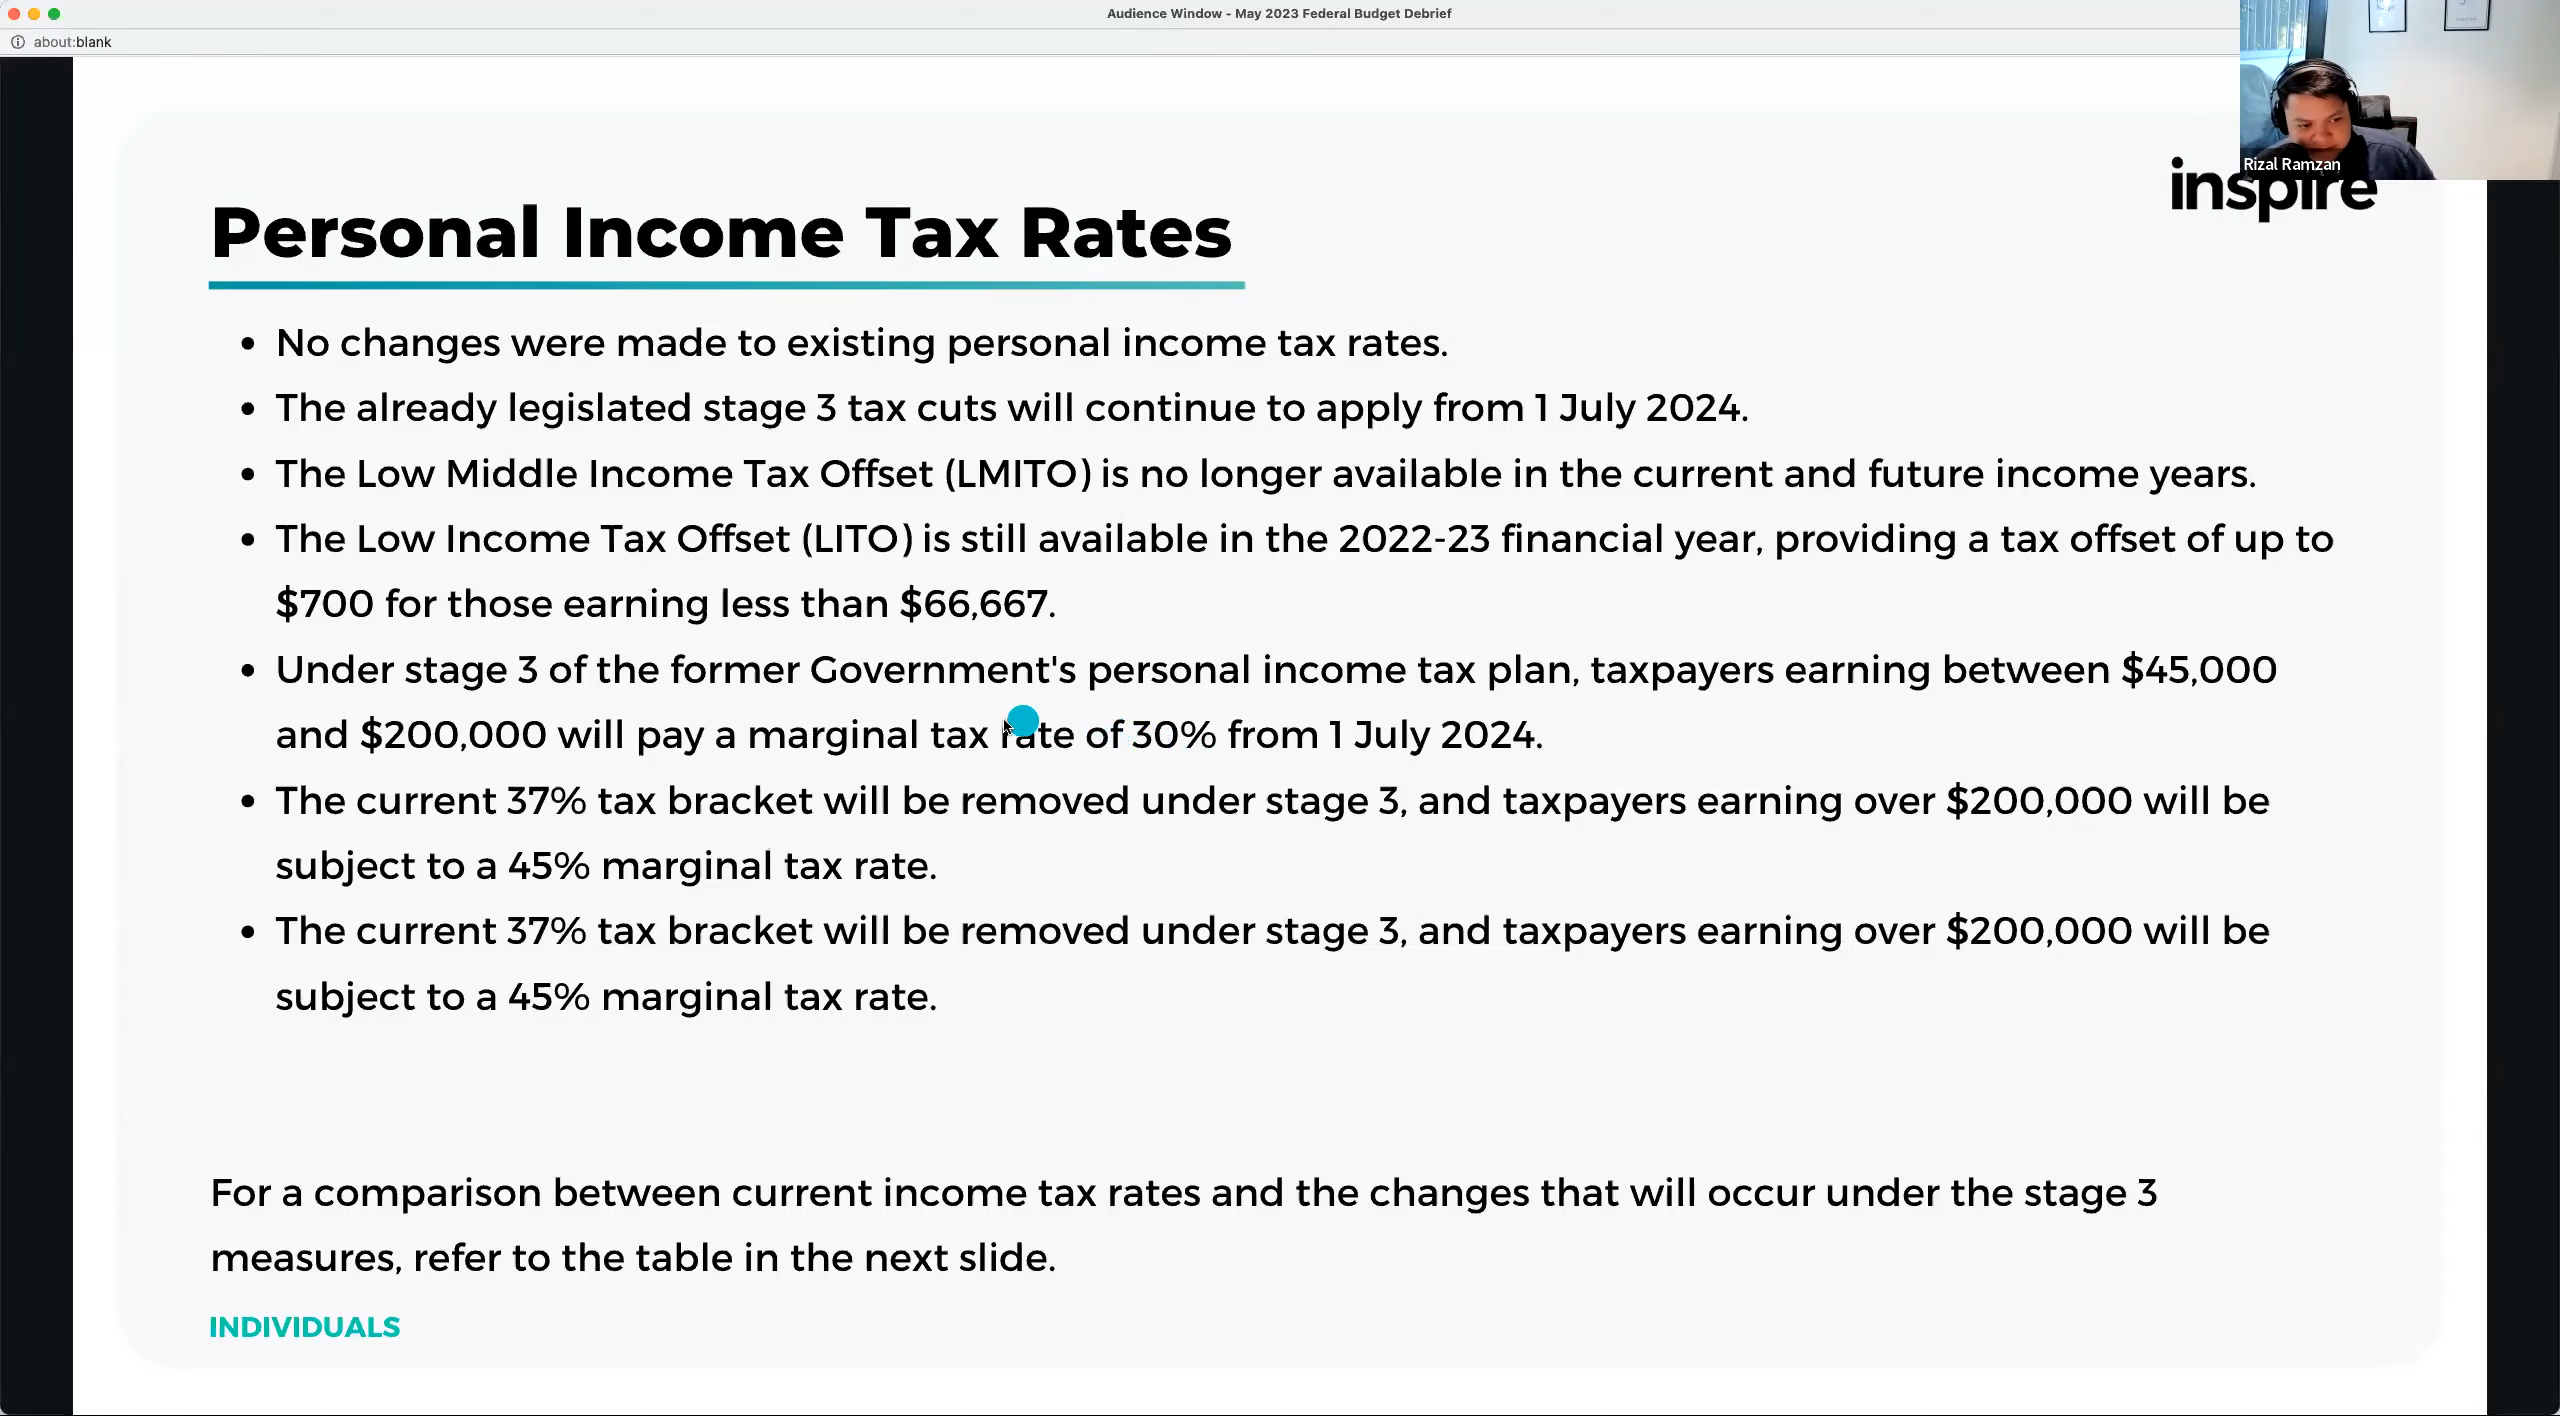 Audience Window - May 2023 Federal Budget Debrief
about:blank
Rizal Ramzan
inspire
Personal Income Tax Rates
• No changes were made to existing personal income tax rates.
• The already legislated stage 3 tax cuts will continue to apply from 1 July 2024.
• The Low Middle Income Tax Offset (LMITO) is no longer available in the current and future income years.
• The Low Income Tax Offset (LITO) is still available in the 2022-23 financial year, providing a tax offset of up to
$700 for those earning less than $66,667.
• Under stage 3 of the former Government's personal income tax plan, taxpayers earning between $45,000
and $200,000 will pay a marginal tax rate of 30% from 1 July 2024.
• The current 37% tax bracket will be removed under stage 3, and taxpayers earning over $200,000 will be
subject to a 45% marginal tax rate.
• The current 37% tax bracket will be removed under stage 3, and taxpayers earning over $200,000 will be
subject to a 45% marginal tax rate.
For a comparison between current income tax rates and the changes that will occur under the stage 3
measures, refer to the table in the next slide.
INDIVIDUALS